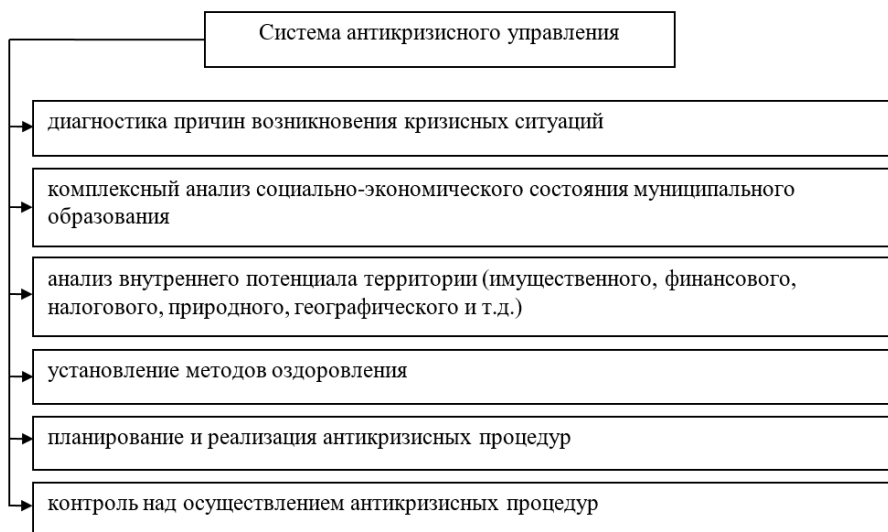 Система антикризисного управления
диагностика причин возникновения кризисных ситуаций
комплексный анализ социально-экономического состояния муниципального
образования
анализ внутреннего потенциала территории (имущественного, финансового,
налогового, природного, географического и т.д.)
установление методов оздоровления
планирование и реализация антикризисных процедур
контроль над осуществлением антикризисных процедур